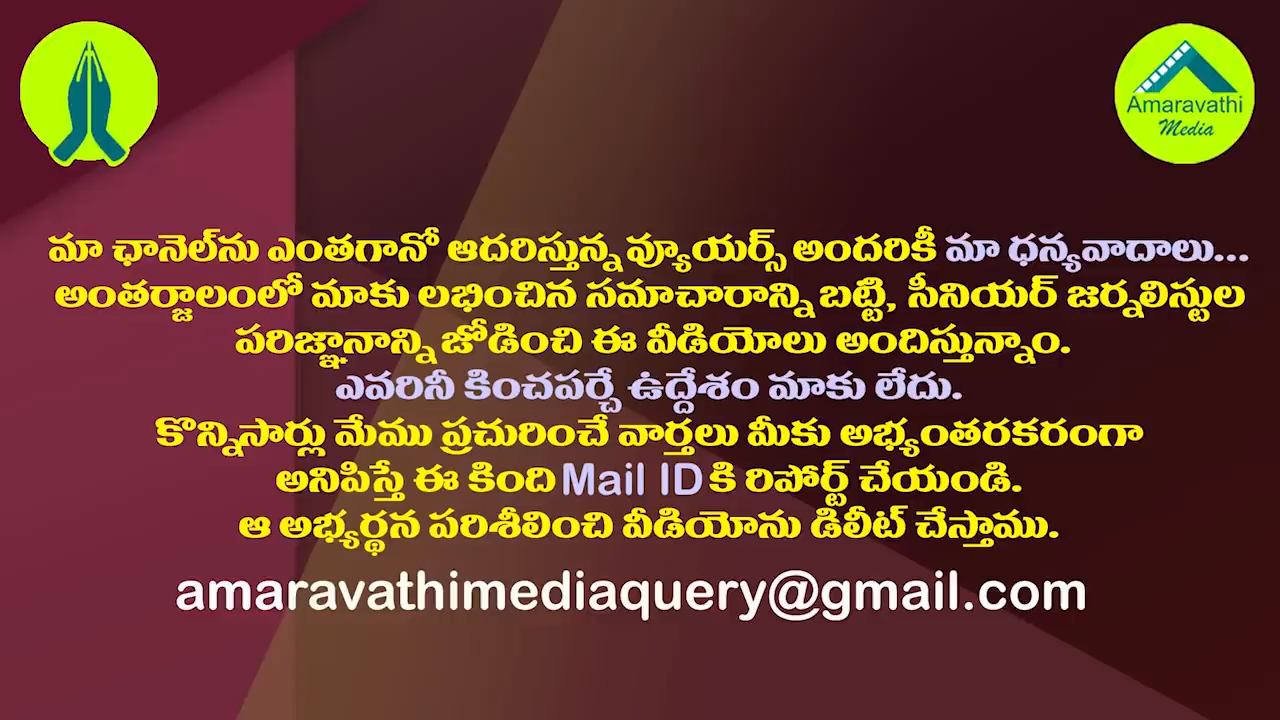 Amaravathi
Media
మా ఛానెల్‌ను ఎంతగానో ఆదరిస్తున్న వ్యూయర్స్ అందరికీ మా ధన్యవాదాలు...
అంతర్జాలంలో మాకు లభించిన సమాచారాన్ని బట్టి, సీనియర్ జర్నలిస్టుల
పరిజ్ఞానాన్ని జోడించి ఈ వీడియోలు అందిస్తున్నాం.
ఎవరినీ కించపర్చే ఉద్దేశం మాకు లేదు.
కొన్నిసార్లు మేము ప్రచురించే వార్తలు మీకు అభ్యంతరకరంగా
అనిపిస్తే ఈ కింది Mail ID కి రిపోర్ట్ చేయండి.
ఆ అభ్యర్థన పరిశీలించి వీడియోను డిలీట్ చేస్తాము.
amaravathimediaquery@gmail.com